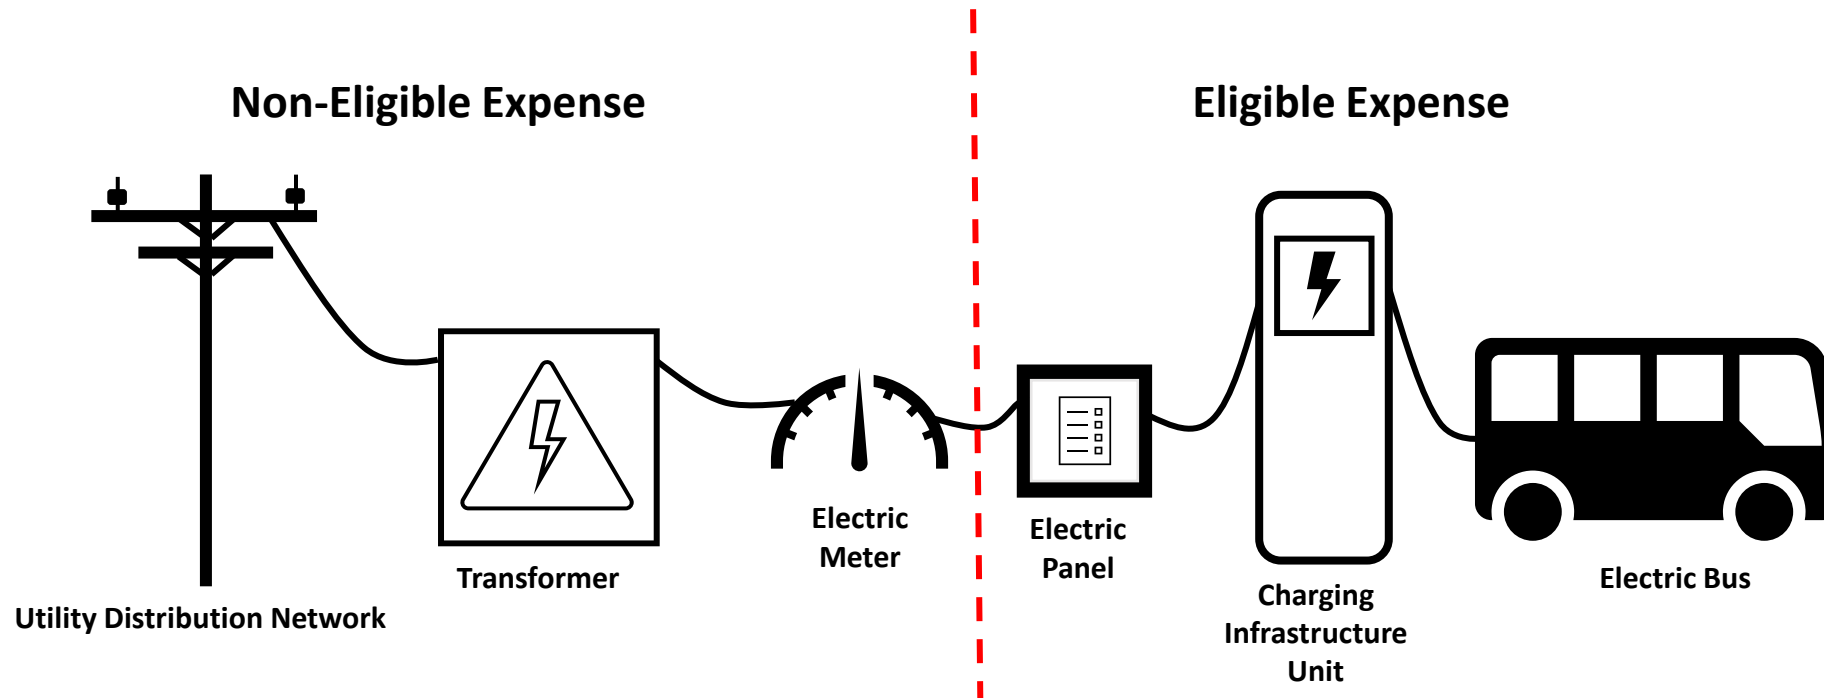 Non-Eligible Expense
Eligible Expense
Utility Distribution Network
Transformer
Electric
Meter
Electric
Panel
Charging
Infrastructure
Unit
Electric Bus